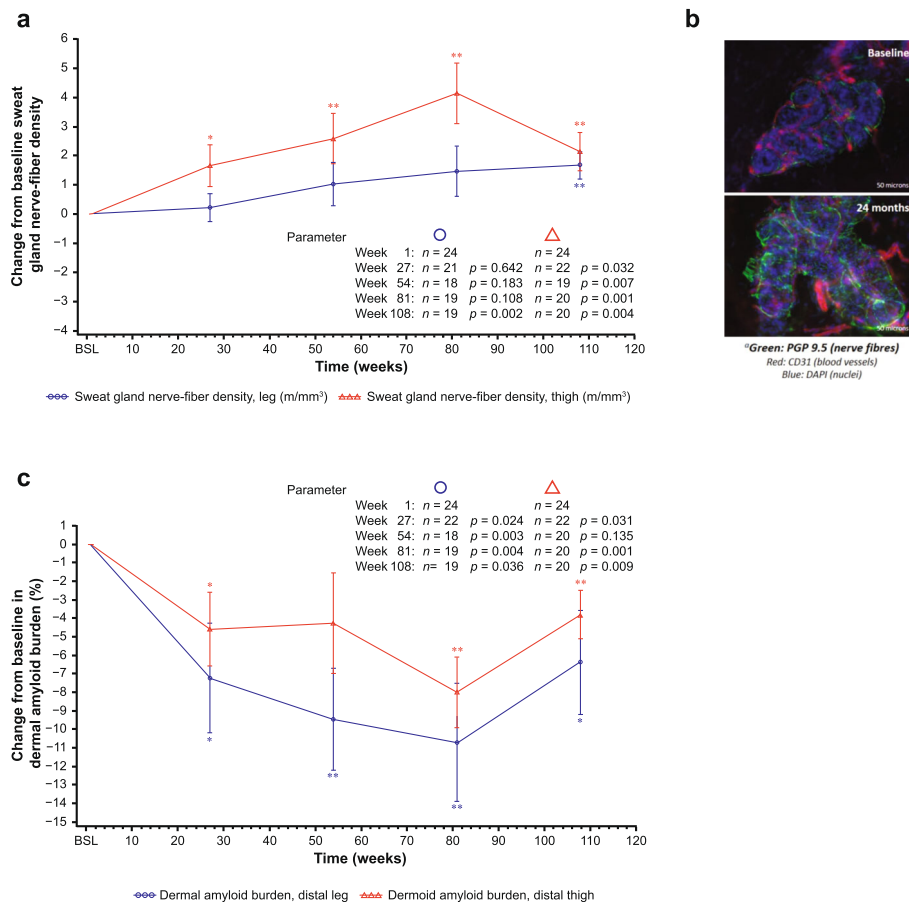 a
6
5
4
3
2
1
0
−1
−2
−3
−4
Change from baseline sweat
gland nerve-fiber density
* ** ** ** **
Parameter
Week 1: n = 24 n = 24
Week 27: n = 21 p = 0.642 n = 22 p = 0.032
Week 54: n = 18 p = 0.183 n = 19 p = 0.007
Week 81: n = 19 p = 0.108 n = 20 p = 0.001
Week 108: n = 19 p = 0.002 n = 20 p = 0.004
BSL 10 20 30 40 50 60 70 80 90 100 110 120
Time (weeks)
Sweat gland nerve-fiber density, leg (m/mm³) Sweat gland nerve-fiber density, thigh (m/mm³)
b
Baseline
50 microns
24 months
50 microns
ᵃGreen: PGP 9.5 (nerve fibres)
Red: CD31 (blood vessels)
Blue: DAPI (nuclei)
c
Parameter
Week 1: n = 24 n = 24
Week 27: n = 22 p = 0.024 n = 22 p = 0.031
Week 54: n = 18 p = 0.003 n = 20 p = 0.135
Week 81: n = 19 p = 0.004 n = 20 p = 0.001
Week 108: n= 19 p = 0.036 n = 20 p = 0.009
1
0
−1
−2
−3
−4
−5
−6
−7
−8
−9
−10
−11
−12
−13
−14
−15
Change from baseline in
dermal amyloid burden (%)
* ** **
* ** ** *
BSL 10 20 30 40 50 60 70 80 90 100 110 120
Time (weeks)
Dermal amyloid burden, distal leg Dermoid amyloid burden, distal thigh